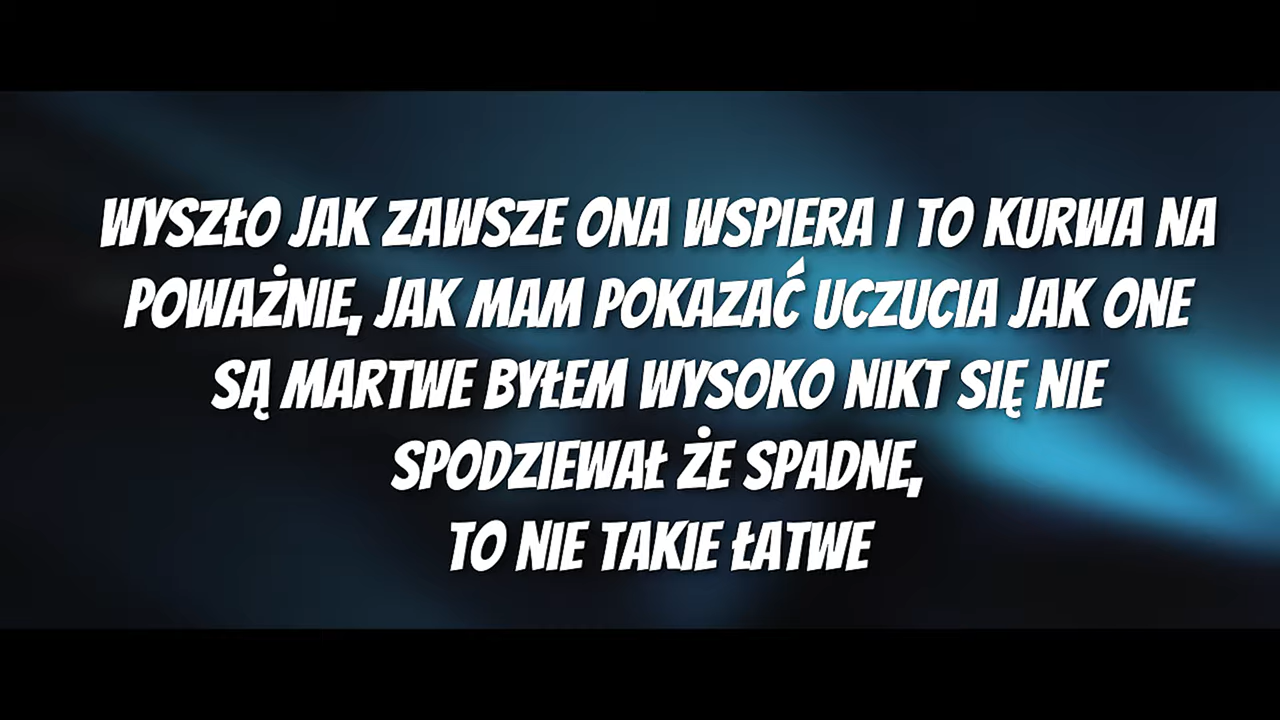 WYSZŁO JAK ZAWSZE ONA WSPIERA I TO KURWA NA
POWAŻNIE, JAK MAM POKAZAĆ UCZUCIA JAK ONE
SĄ MARTWE BYŁEM WYSOKO NIKT SIĘ NIE
SPODZIEWAŁ ŻE SPADNE,
TO NIE TAKIE ŁATWE